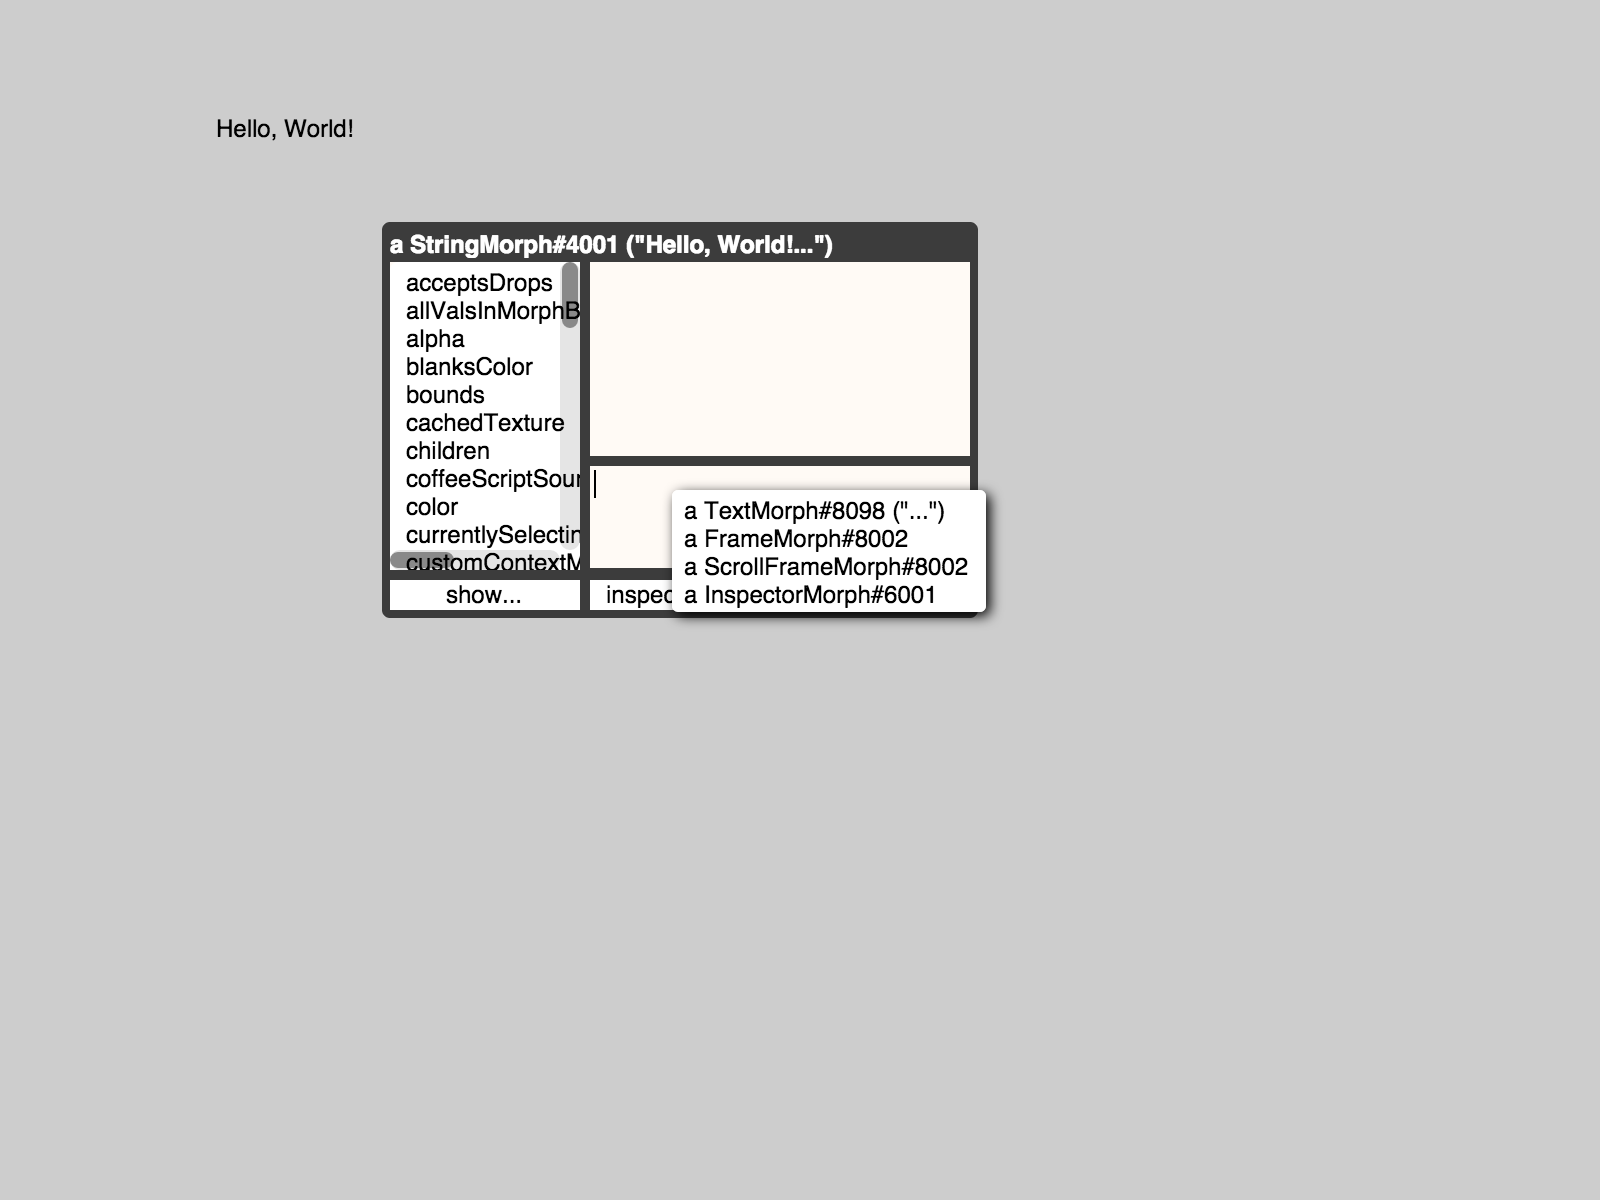 Hello, World!
a StringMorph#4001 ("Hello, World!...")
acceptsDrops
allValsInMorphB
alpha
blanksColor
bounds
cachedTexture
children
coffeeScriptSour
color
currentlySelectin
customContextM
show...
inspec
a TextMorph#8098 ("...")
a FrameMorph#8002
a ScrollFrameMorph#8002
a InspectorMorph#6001